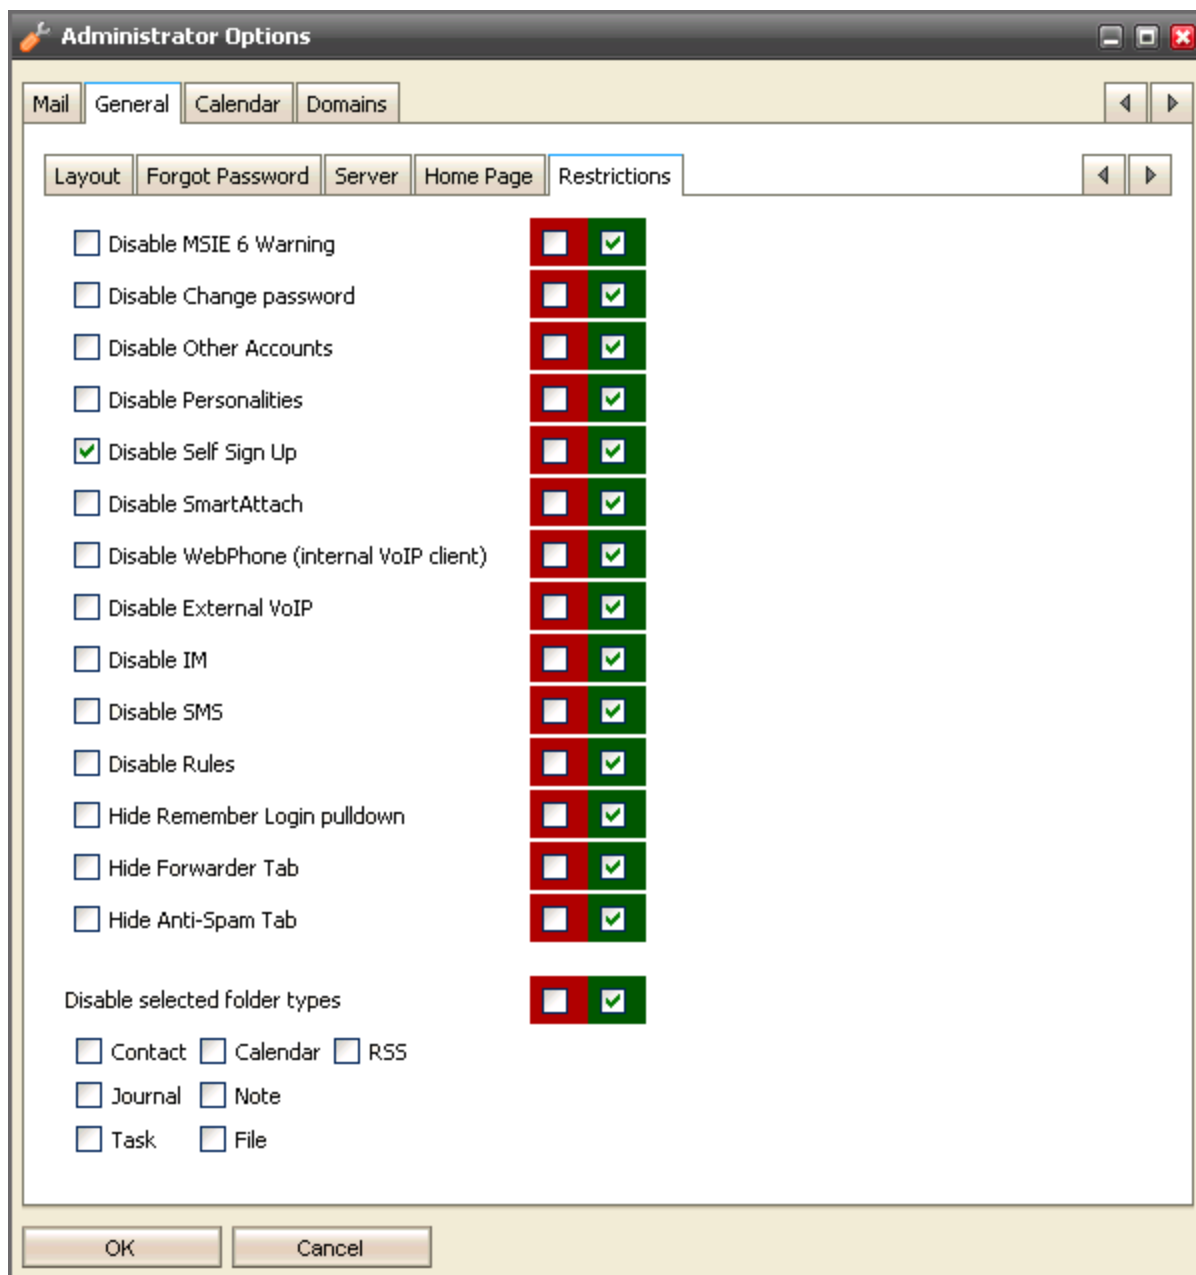 Administrator Options
Mail General Calendar Domains
Layout Forgot Password Server Home Page Restrictions
Disable MSIE 6 Warning
Disable Change password
Disable Other Accounts
Disable Personalities
Disable Self Sign Up
Disable SmartAttach
Disable WebPhone (internal VoIP client)
Disable External VoIP
Disable IM
Disable SMS
Disable Rules
Hide Remember Login pulldown
Hide Forwarder Tab
Hide Anti-Spam Tab
Disable selected folder types
Contact Calendar RSS
Journal Note
Task File
OK Cancel